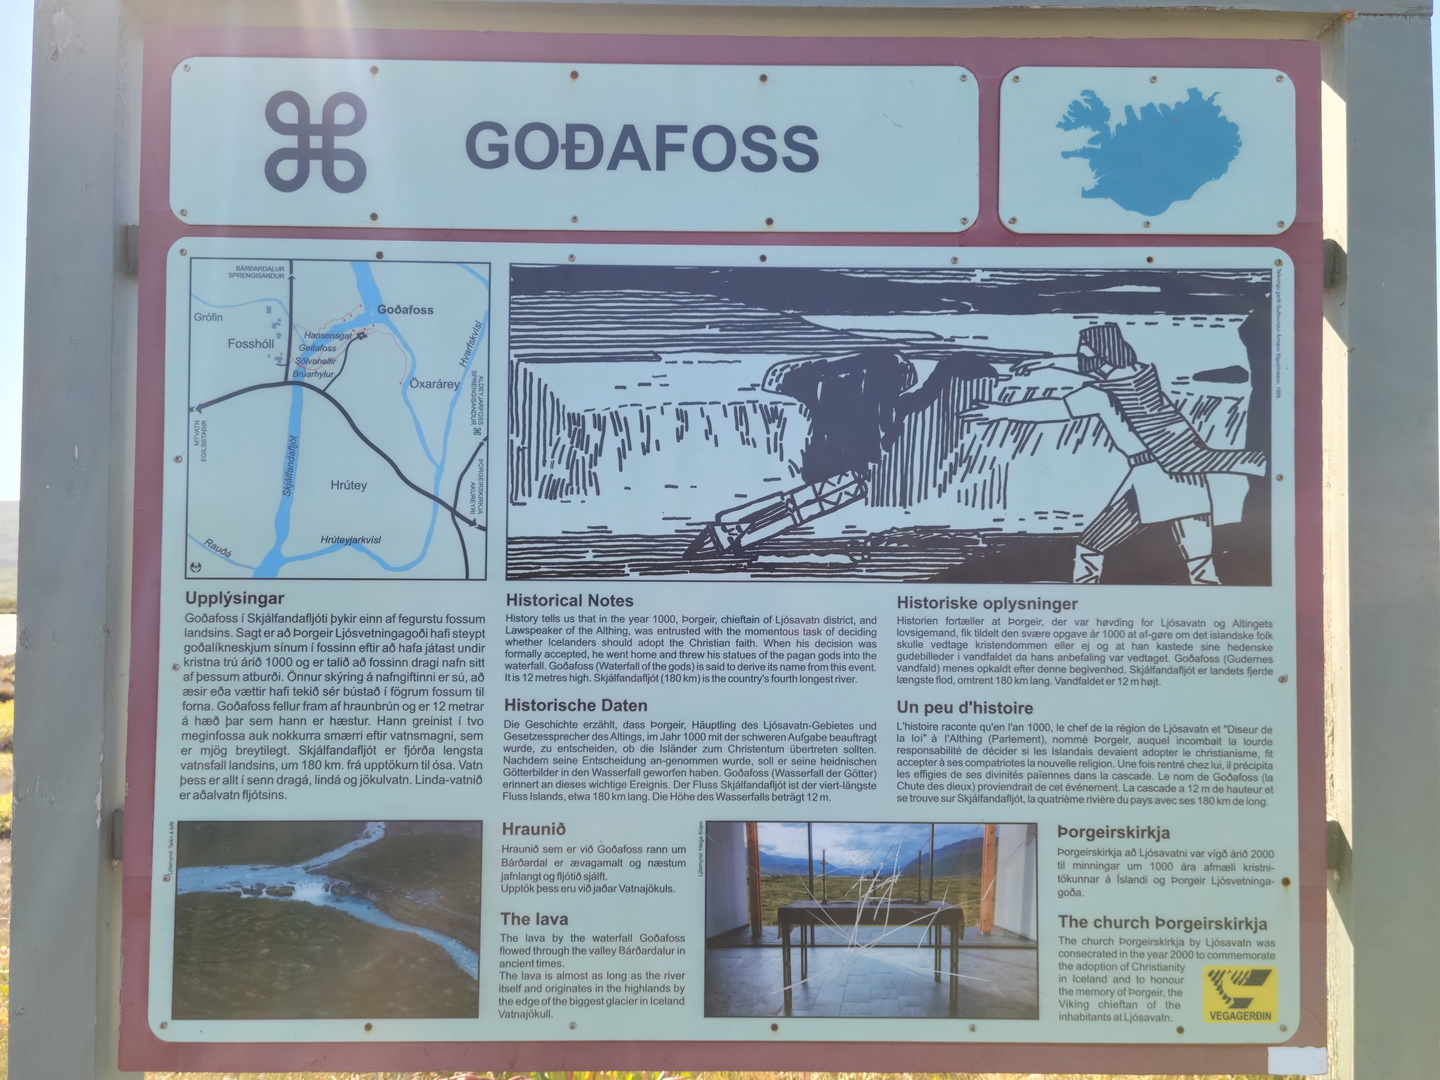 GOÐAFOSS
BÁRÐARDALUR
SPRENGISANDUR
Goðafoss
Grófin
Hansensgat
Fosshóll
Geitafoss
Sölvahellir
Brúarhylur
Hvarfskvísl
Öxarárey
ALDEYJARFOSS ⌘
SPRENGISANDUR
MÝVATN
EGILSSTAÐIR
Skjálfandafljót
Hrútey
ÞORGEIRSKIRKJA
AKUREYRI
Rauðá
Hrúteyjarkvísl
Upplýsingar
Goðafoss í Skjálfandafljóti þykir einn af fegurstu fossum
landsins. Sagt er að Þorgeir Ljósvetningagoði hafi steypt
goðalíkneskjum sínum í fossinn eftir að hafa játast undir
kristna trú árið 1000 og er talið að fossinn dragi nafn sitt
af þessum atburði. Önnur skýring á nafngiftinni er sú, að
æsir eða vættir hafi tekið sér bústað í fögrum fossum til
forna. Goðafoss fellur fram af hraunbrún og er 12 metrar
á hæð þar sem hann er hæstur. Hann greinist í tvo
meginfossa auk nokkurra smærri eftir vatnsmagni, sem
er mjög breytilegt. Skjálfandafljót er fjórða lengsta
vatnsfall landsins, um 180 km. frá upptökum til ósa. Vatn
þess er allt í senn dragá, lindá og jökulvatn. Linda-vatnið
er aðalvatn fljótsins.
Historical Notes
History tells us that in the year 1000, Þorgeir, chieftain of Ljósavatn district, and
Lawspeaker of the Althing, was entrusted with the momentous task of deciding
whether Icelanders should adopt the Christian faith. When his decision was
formally accepted, he went home and threw his statues of the pagan gods into the
waterfall. Goðafoss (Waterfall of the gods) is said to derive its name from this event.
It is 12 metres high. Skjálfandafljót (180 km) is the country's fourth longest river.
Historiske oplysninger
Historien fortæller at Þorgeir, der var høvding for Ljósavatn og Altingets
lovsigemand, fik tildelt den svære opgave år 1000 at af-gøre om det islandske folk
skulle vedtage kristendommen eller ej og at han kastede sine hedenske
gudebilleder i vandfaldet da hans anbefaling var vedtaget. Goðafoss (Gudernes
vandfald) menes opkaldt efter denne begivenhed. Skjálfandafljót er landets fjerde
længste flod, omtrent 180 km lang. Vandfaldet er 12 m højt.
Historische Daten
Die Geschichte erzählt, dass Þorgeir, Häuptling des Ljósavatn-Gebietes und
Gesetzessprecher des Altings, im Jahr 1000 mit der schweren Aufgabe beauftragt
wurde, zu entscheiden, ob die Isländer zum Christentum übertreten sollten.
Nachdem seine Entscheidung an-genommen wurde, soll er seine heidnischen
Götterbilder in den Wasserfall geworfen haben. Goðafoss (Wasserfall der Götter)
erinnert an dieses wichtige Ereignis. Der Fluss Skjálfandafljót ist der viert-längste
Fluss Islands, etwa 180 km lang. Die Höhe des Wasserfalls beträgt 12 m.
Un peu d'histoire
L'histoire raconte qu'en l'an 1000, le chef de la région de Ljósavatn et "Diseur de
la loi" à l'Althing (Parlement), nommé Þorgeir, auquel incombait la lourde
responsabilité de décider si les Islandais devaient adopter le christianisme, fit
accepter à ses compatriotes la nouvelle religion. Une fois rentré chez lui, il précipita
les effigies de ses divinités païennes dans la cascade. Le nom de Goðafoss (la
Chute des dieux) proviendrait de cet événement. La cascade a 12 m de hauteur et
se trouve sur Skjálfandafljót, la quatrième rivière du pays avec ses 180 km de long.
Hraunið
Hraunið sem er við Goðafoss rann um
Bárðardal er ævagamalt og næstum
jafnlangt og fljótið sjálft.
Upptök þess eru við jaðar Vatnajökuls.
The lava
The lava by the waterfall Goðafoss
flowed through the valley Bárðardalur in
ancient times.
The lava is almost as long as the river
itself and originates in the highlands by
the edge of the biggest glacier in Iceland
Vatnajökull.
Þorgeirskirkja
Þorgeirskirkja að Ljósavatni var vígð árið 2000
til minningar um 1000 ára afmæli kristni-
tökunnar á Íslandi og Þorgeir Ljósvetninga-
goða.
The church Þorgeirskirkja
The church Þorgeirskirkja by Ljósavatn was
consecrated in the year 2000 to commemorate
the adoption of Christianity
in Iceland and to honour
the memory of Þorgeir, the
Viking chieftan of the
inhabitants at Ljósavatn.
VEGAGERÐIN